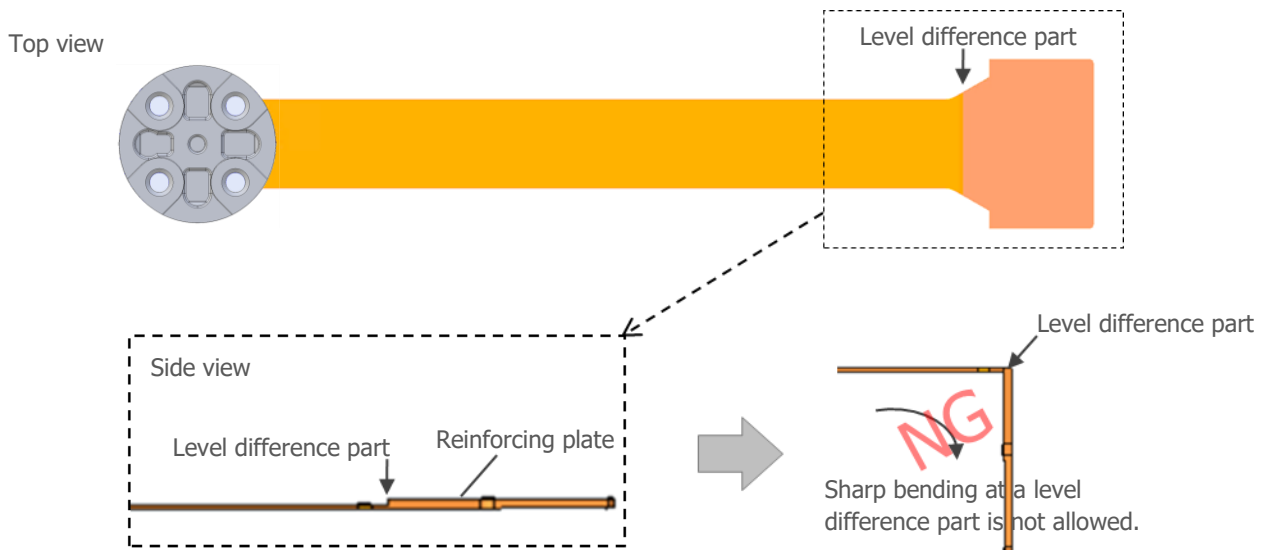 Top view
Level difference part
Level difference part
Side view
Level difference part
Reinforcing plate
NG
Sharp bending at a level
difference part is not allowed.